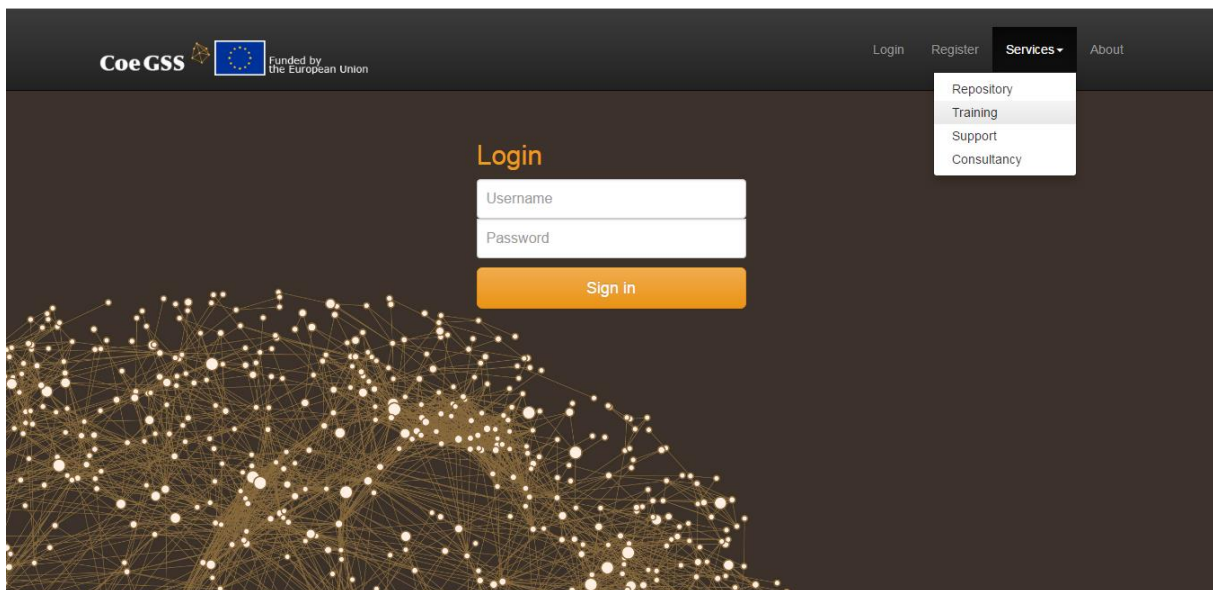 CoeGSS
Funded by
the European Union
Login Register Services About
Repository
Training
Support
Consultancy
Login
Username
Password
Sign in